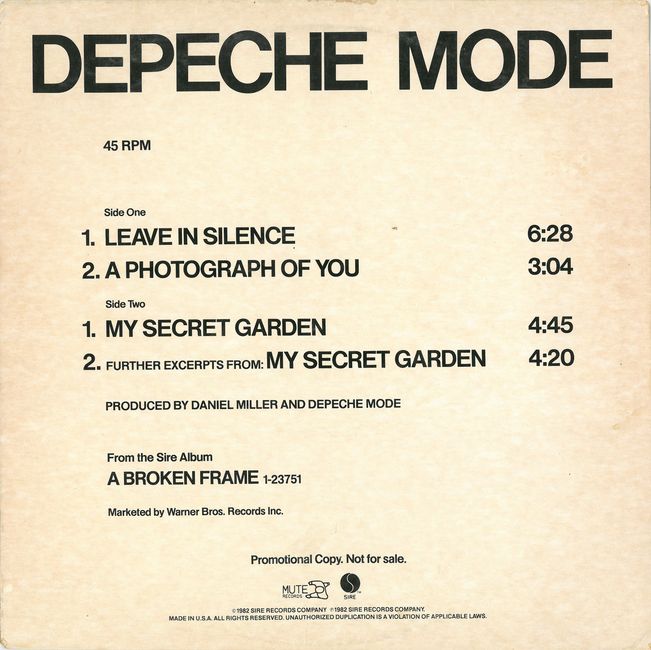 DEPECHE MODE
45 RPM
Side One
1. LEAVE IN SILENCE 6:28
2. A PHOTOGRAPH OF YOU 3:04
Side Two
1. MY SECRET GARDEN 4:45
2. FURTHER EXCERPTS FROM: MY SECRET GARDEN 4:20
PRODUCED BY DANIEL MILLER AND DEPECHE MODE
From the Sire Album
A BROKEN FRAME 1-23751
Marketed by Warner Bros. Records Inc.
Promotional Copy. Not for sale.
MUTE RECORDS
SIRE
©1982 SIRE RECORDS COMPANY ℗1982 SIRE RECORDS COMPANY.
MADE IN U.S.A. ALL RIGHTS RESERVED. UNAUTHORIZED DUPLICATION IS A VIOLATION OF APPLICABLE LAWS.